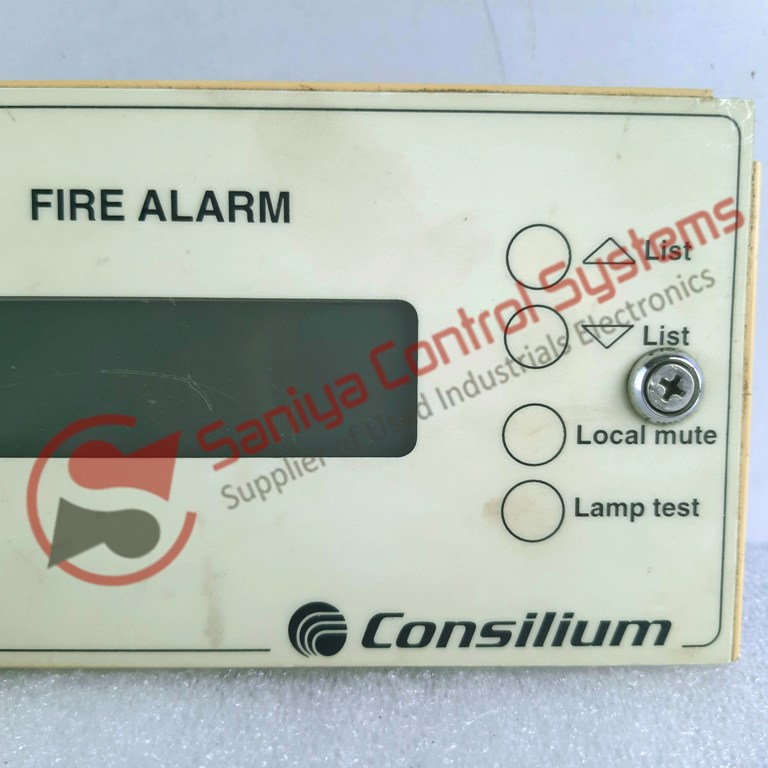 FIRE ALARM
List
List
Local mute
Lamp test
Saniya Control Systems
Supplier of Used Industrials Electronics
Consilium